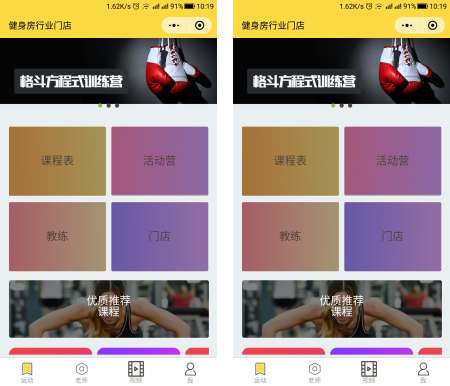 1.62K/s 91% 10:19
健身房行业门店
格斗方程式训练营
课程表
活动营
教练
门店
优质推荐
课程
运动 老师 视频 我
1.62K/s 91% 10:19
健身房行业门店
格斗方程式训练营
课程表
活动营
教练
门店
优质推荐
课程
运动 老师 视频 我